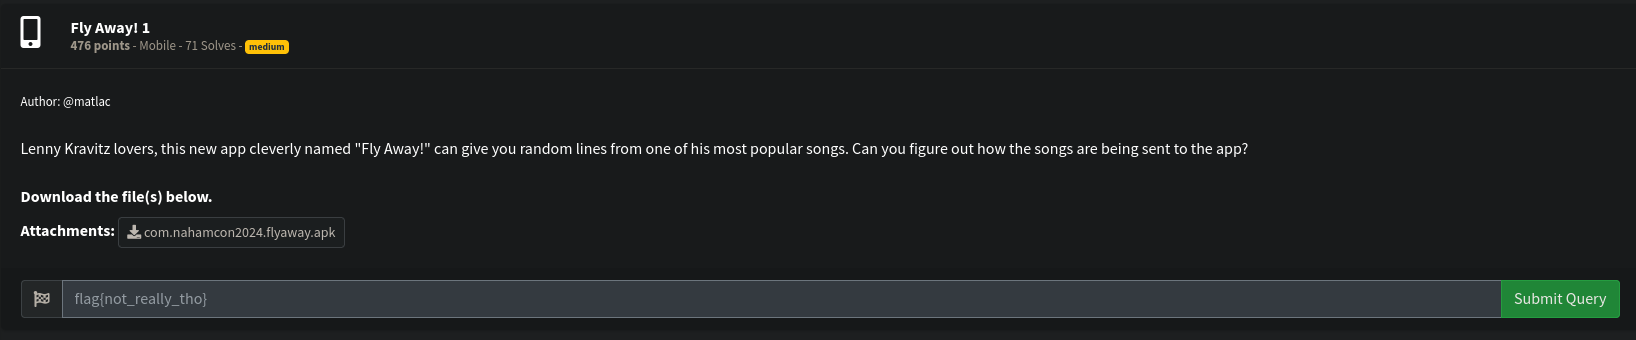 Fly Away! 1
476 points - Mobile - 71 Solves - medium
Author: @matlac
Lenny Kravitz lovers, this new app cleverly named "Fly Away!" can give you random lines from one of his most popular songs. Can you figure out how the songs are being sent to the app?
Download the file(s) below.
Attachments: com.nahamcon2024.flyaway.apk
flag{not_really_tho} Submit Query